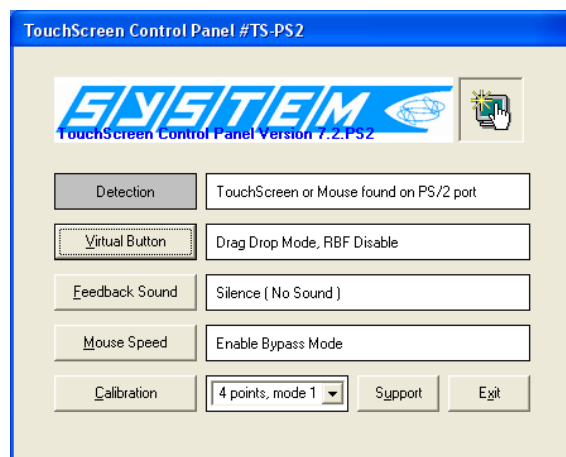 TouchScreen Control Panel #TS-PS2
SYSTEM
TouchScreen Control Panel Version 7.2.PS2
Detection TouchScreen or Mouse found on PS/2 port
Virtual Button Drag Drop Mode, RBF Disable
Feedback Sound Silence ( No Sound )
Mouse Speed Enable Bypass Mode
Calibration 4 points, mode 1 Support Exit